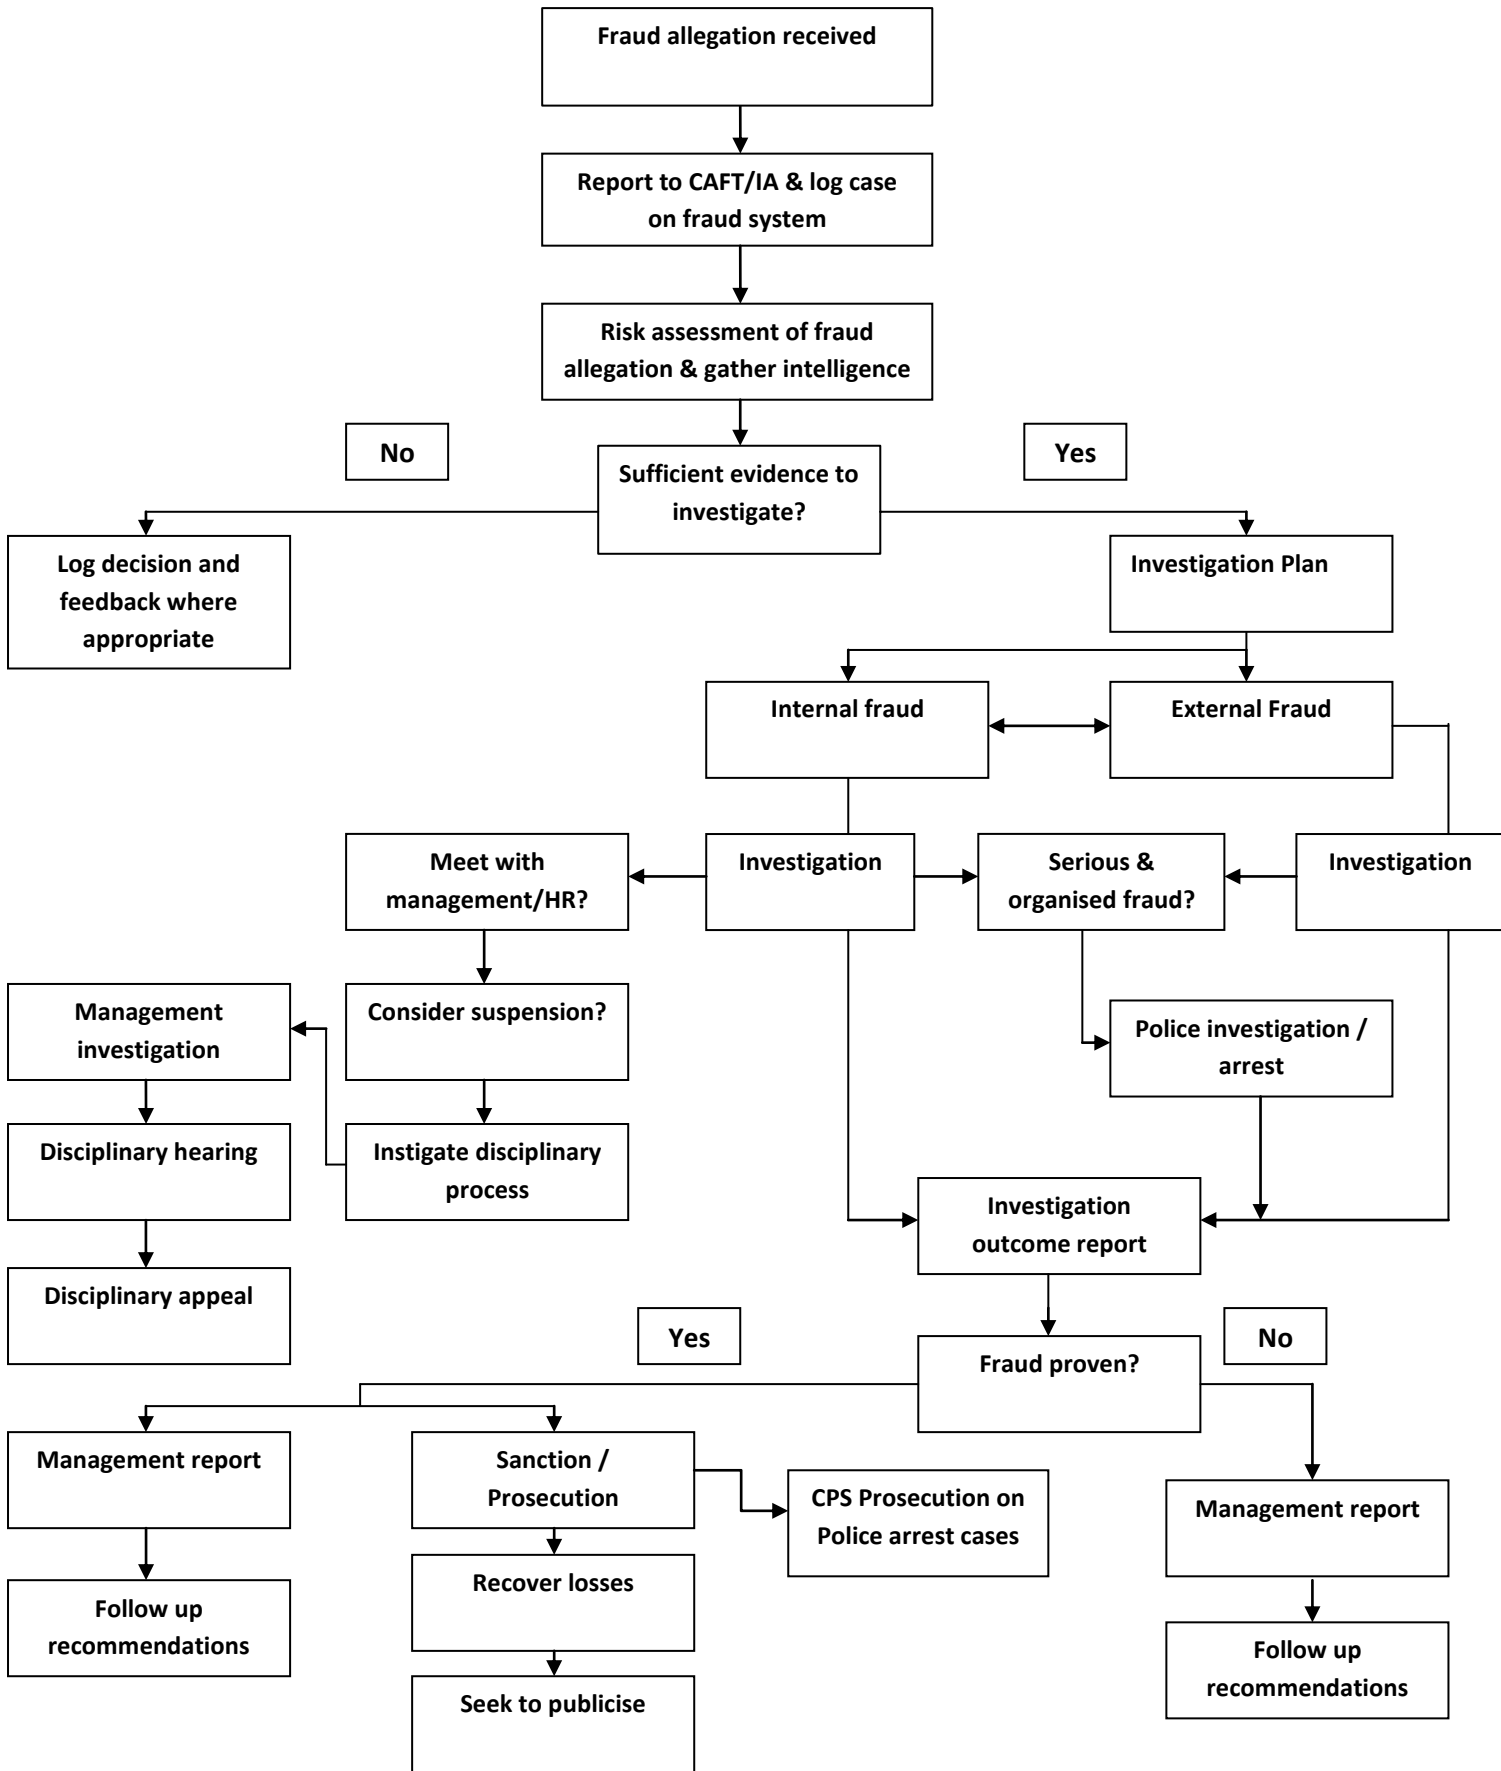 Fraud allegation received
Report to CAFT/IA & log case
on fraud system
Risk assessment of fraud
allegation & gather intelligence
No
Yes
Sufficient evidence to
investigate?
Log decision and
feedback where
appropriate
Investigation Plan
Internal fraud
External Fraud
Meet with
management/HR?
Investigation
Serious &
organised fraud?
Investigation
Management
investigation
Consider suspension?
Police investigation /
arrest
Disciplinary hearing
Instigate disciplinary
process
Investigation
outcome report
Disciplinary appeal
Yes
No
Fraud proven?
Management report
Sanction /
Prosecution
CPS Prosecution on
Police arrest cases
Management report
Follow up
recommendations
Recover losses
Follow up
recommendations
Seek to publicise